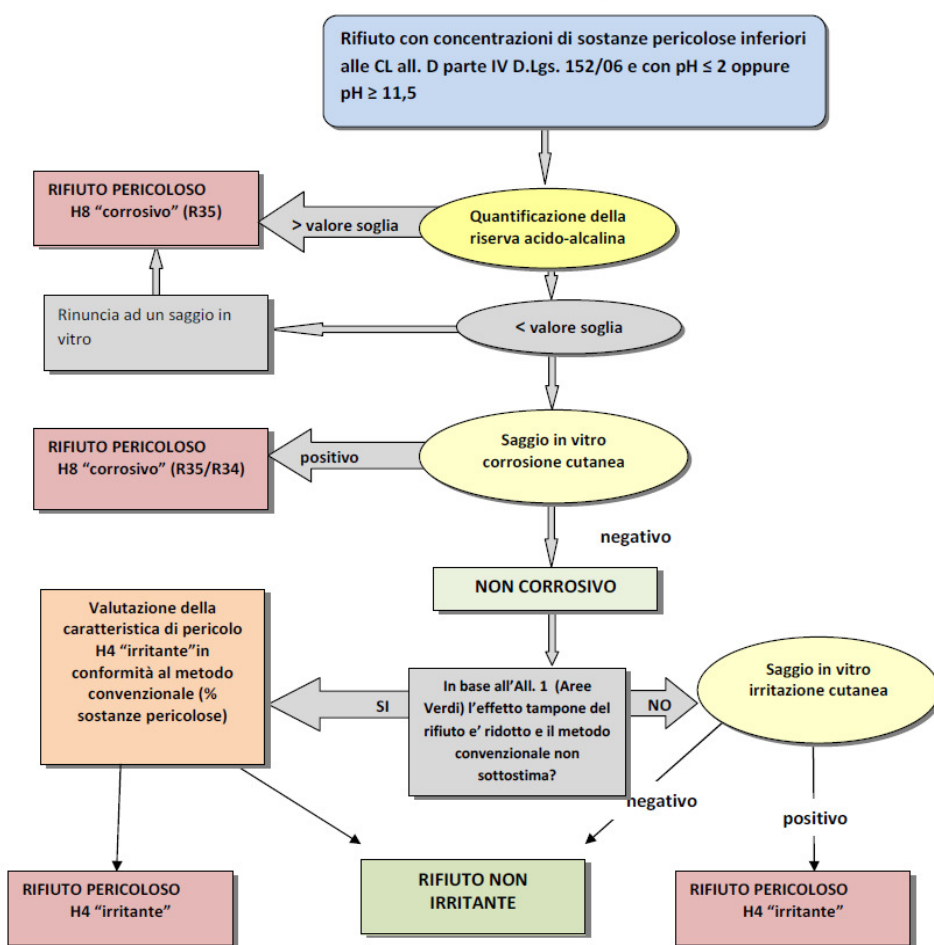 Rifiuto con concentrazioni di sostanze pericolose inferiori
alle CL all. D parte IV D.Lgs. 152/06 e con pH ≤ 2 oppure
pH ≥ 11,5
RIFIUTO PERICOLOSO
H8 “corrosivo” (R35)
> valore soglia
Quantificazione della
riserva acido-alcalina
Rinuncia ad un saggio in
vitro
< valore soglia
RIFIUTO PERICOLOSO
H8 “corrosivo” (R35/R34)
positivo
Saggio in vitro
corrosione cutanea
negativo
NON CORROSIVO
Valutazione della
caratteristica di pericolo
H4 “irritante”in
conformità al metodo
convenzionale (%
sostanze pericolose)
SI
In base all’All. 1 (Aree
Verdi) l’effetto tampone del
rifiuto e’ ridotto e il metodo
convenzionale non
sottostima?
NO
Saggio in vitro
irritazione cutanea
negativo
positivo
RIFIUTO PERICOLOSO
H4 “irritante”
RIFIUTO NON
IRRITANTE
RIFIUTO PERICOLOSO
H4 “irritante”